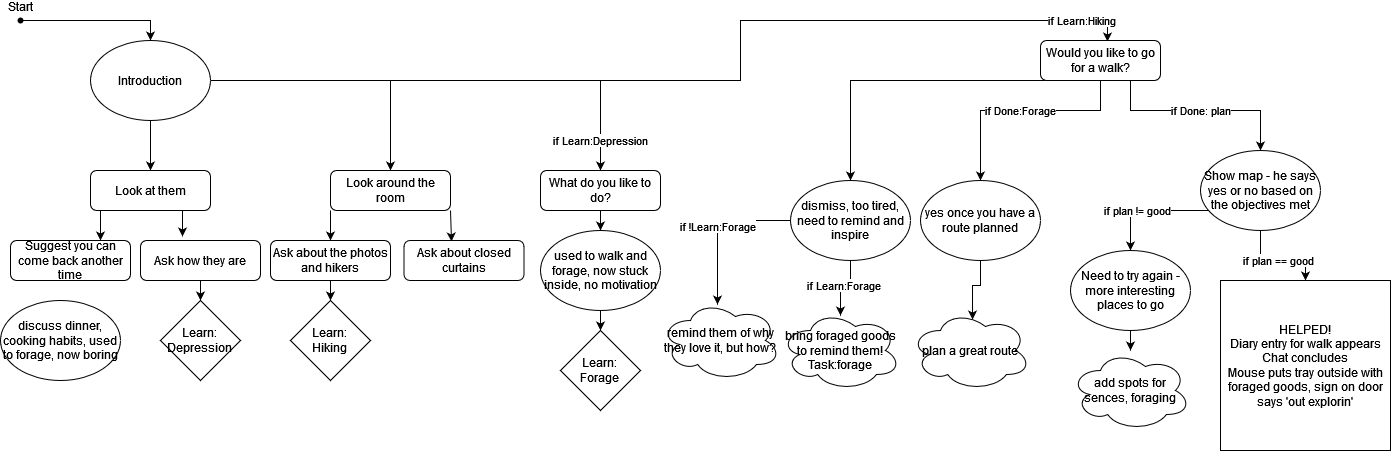 Start
Introduction
Look at them
Suggest you can
come back another
time
Ask how they are
discuss dinner,
cooking habits, used
to forage, now boring
Learn:
Depression
Look around the
room
Ask about the photos
and hikers
Ask about closed
curtains
Learn:
Hiking
if Learn:Depression
What do you like to
do?
used to walk and
forage, now stuck
inside, no motivation
Learn:
Forage
if Learn:Hiking
Would you like to go
for a walk?
dismiss, too tired,
need to remind and
inspire
if !Learn:Forage
remind them of why
they love it, but how?
if Learn:Forage
bring foraged goods
to remind them!
Task:forage
if Done:Forage
yes once you have a
route planned
plan a great route
if Done: plan
Show map - he says
yes or no based on
the objectives met
if plan != good
Need to try again -
more interesting
places to go
add spots for
sences, foraging
if plan == good
HELPED!
Diary entry for walk appears
Chat concludes
Mouse puts tray outside with
foraged goods, sign on door
says 'out explorin'